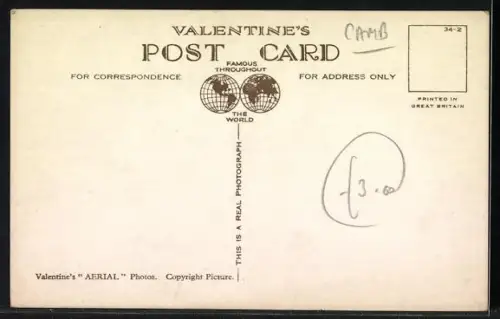 VALENTINE'S
CAMB
34-2
POST CARD
FAMOUS THROUGHOUT
FOR CORRESPONDENCE
FOR ADDRESS ONLY
THE WORLD
PRINTED IN
GREAT BRITAIN
THIS IS A REAL PHOTOGRAPH
£3.00
Valentine's "AERIAL" Photos. Copyright Picture.